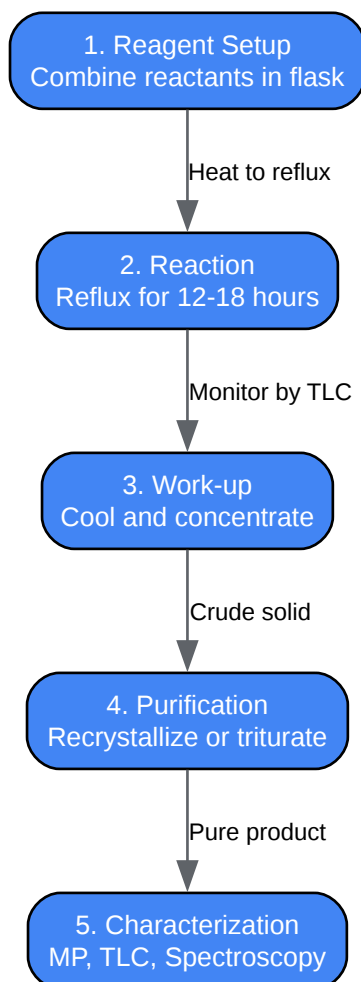 1. Reagent Setup
Combine reactants in flask
Heat to reflux
2. Reaction
Reflux for 12-18 hours
Monitor by TLC
3. Work-up
Cool and concentrate
Crude solid
4. Purification
Recrystallize or triturate
Pure product
5. Characterization
MP, TLC, Spectroscopy